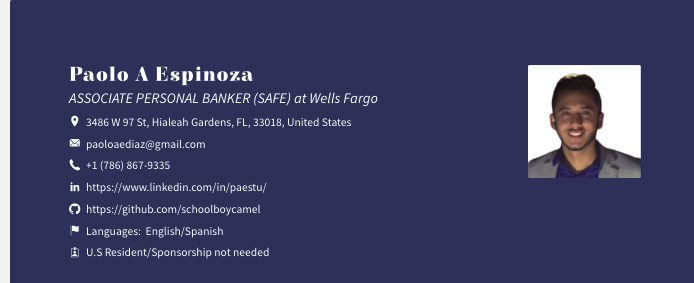 Paolo A Espinoza
ASSOCIATE PERSONAL BANKER (SAFE) at Wells Fargo
3486 W 97 St, Hialeah Gardens, FL, 33018, United States
paoloaediaz@gmail.com
+1 (786) 867-9335
https://www.linkedin.com/in/paestu/
https://github.com/schoolboycamel
Languages: English/Spanish
U.S Resident/Sponsorship not needed